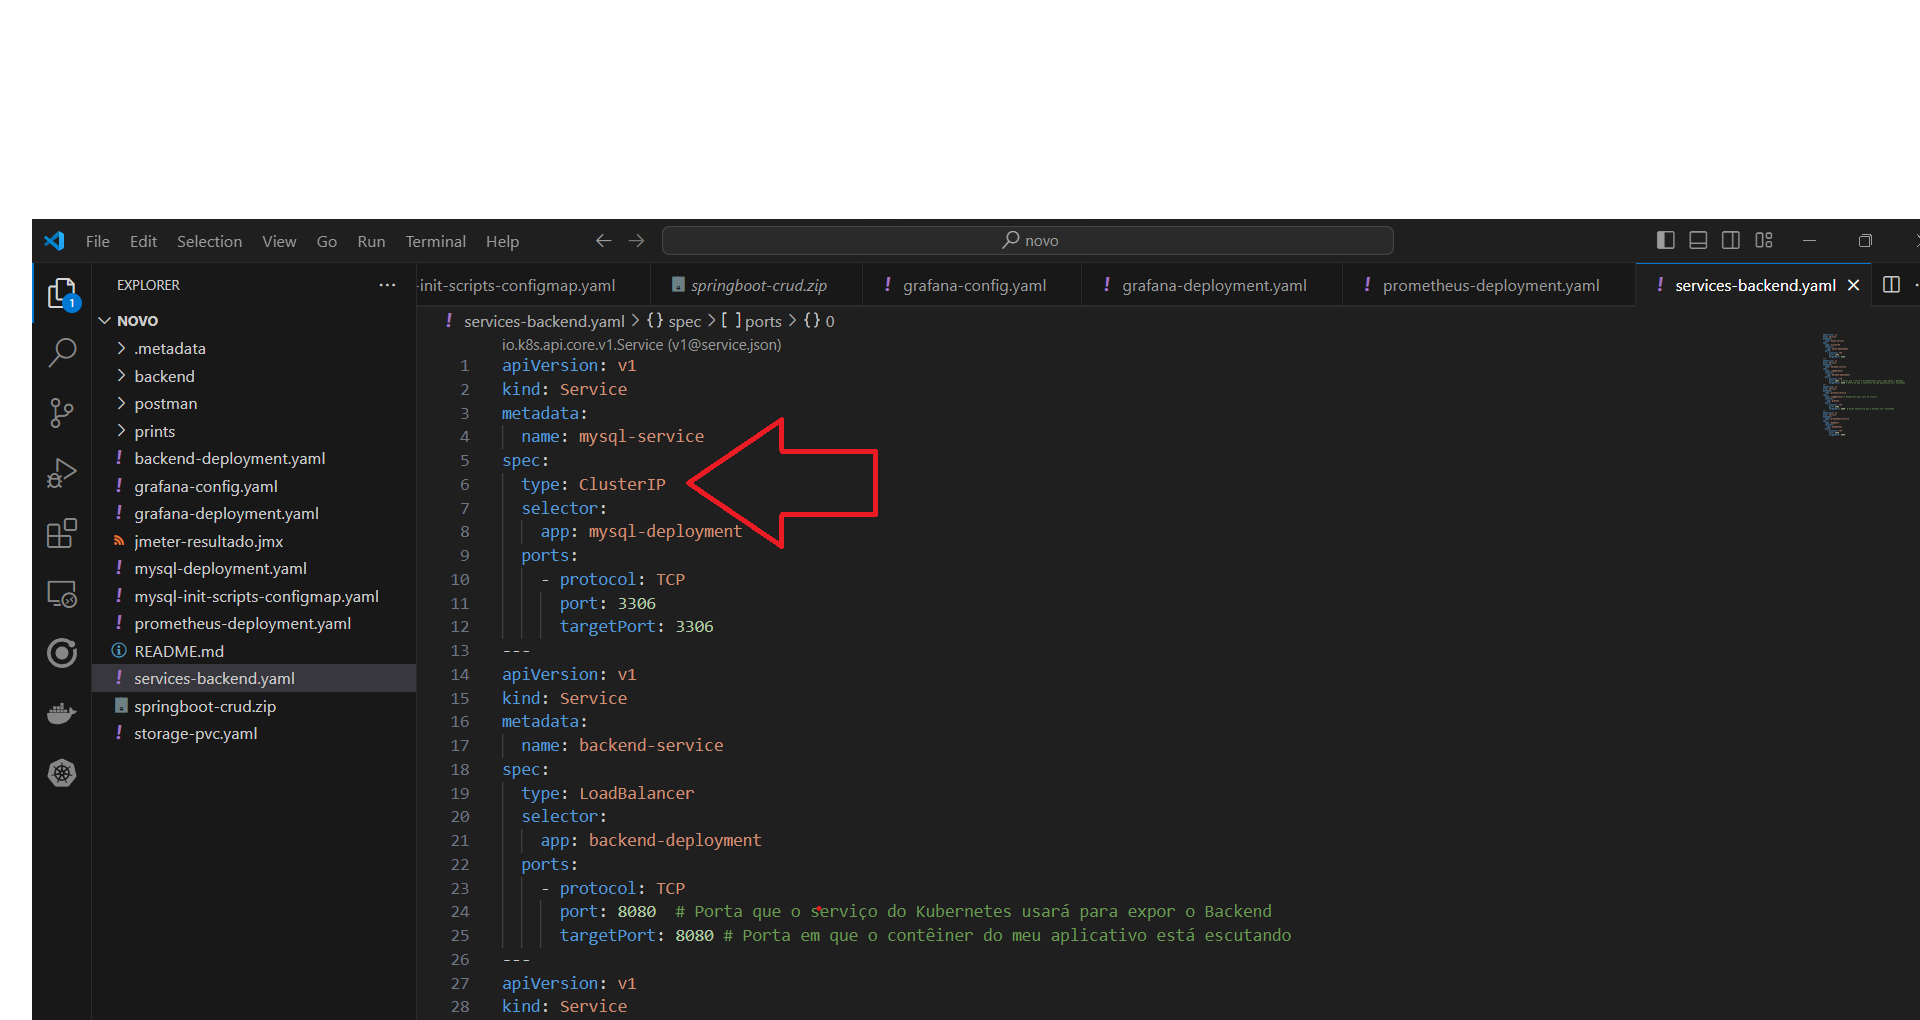 File Edit Selection View Go Run Terminal Help novo
EXPLORER
-init-scripts-configmap.yaml springboot-crud.zip ! grafana-config.yaml ! grafana-deployment.yaml ! prometheus-deployment.yaml ! services-backend.yaml
1
NOVO
.metadata
backend
postman
prints
! backend-deployment.yaml
! grafana-config.yaml
! grafana-deployment.yaml
jmeter-resultado.jmx
! mysql-deployment.yaml
! mysql-init-scripts-configmap.yaml
! prometheus-deployment.yaml
README.md
! services-backend.yaml
springboot-crud.zip
! storage-pvc.yaml
! services-backend.yaml > {} spec > [ ] ports > {} 0
io.k8s.api.core.v1.Service (v1@service.json)
1 apiVersion: v1
2 kind: Service
3 metadata:
4 name: mysql-service
5 spec:
6 type: ClusterIP
7 selector:
8 app: mysql-deployment
9 ports:
10 - protocol: TCP
11 port: 3306
12 targetPort: 3306
13 ---
14 apiVersion: v1
15 kind: Service
16 metadata:
17 name: backend-service
18 spec:
19 type: LoadBalancer
20 selector:
21 app: backend-deployment
22 ports:
23 - protocol: TCP
24 port: 8080 # Porta que o serviço do Kubernetes usará para expor o Backend
25 targetPort: 8080 # Porta em que o contêiner do meu aplicativo está escutando
26 ---
27 apiVersion: v1
28 kind: Service